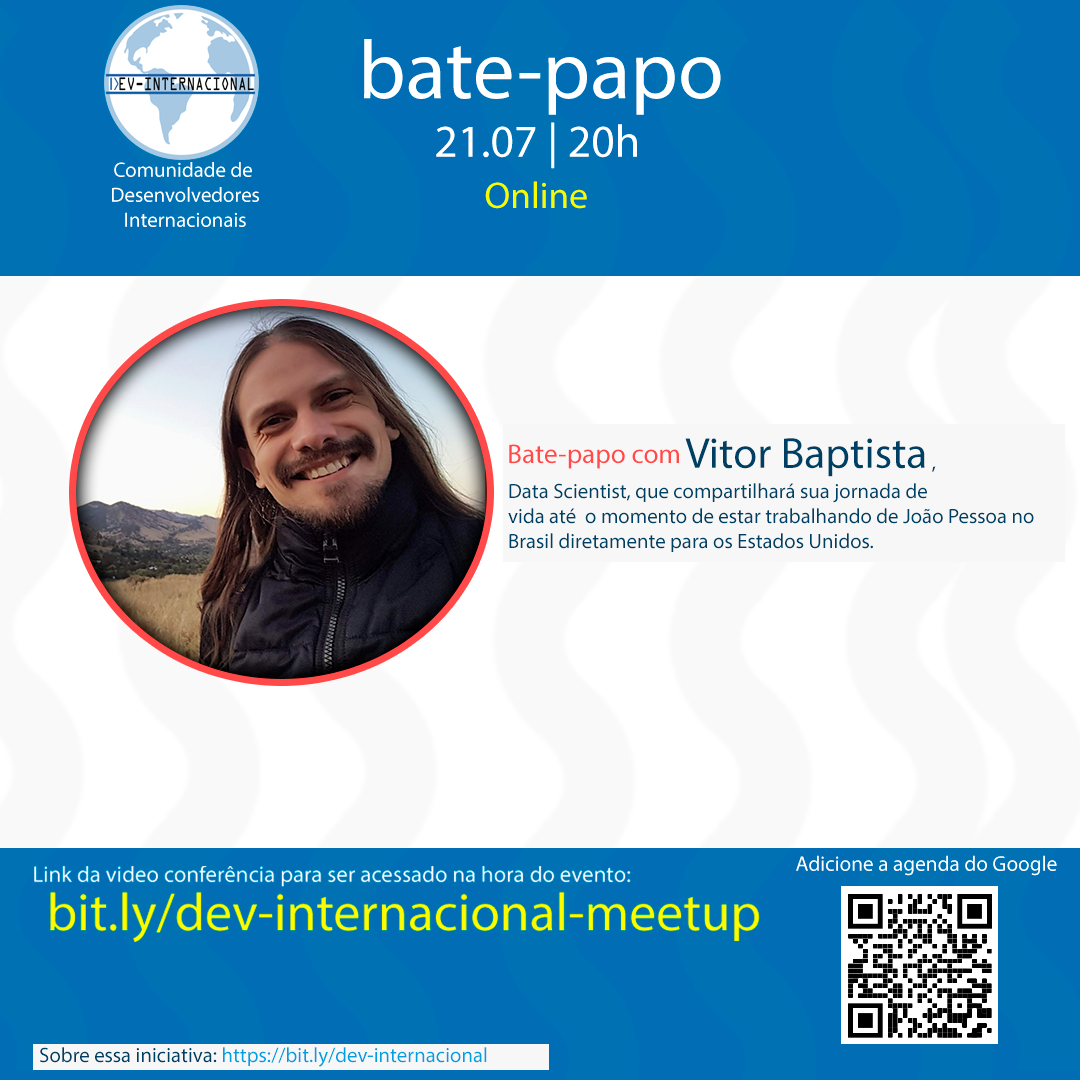 DEV-INTERNACIONAL
Comunidade de
Desenvolvedores
Internacionais
bate-papo
21.07 | 20h
Online
Bate-papo com Vitor Baptista,
Data Scientist, que compartilhará sua jornada de
vida até o momento de estar trabalhando de João Pessoa no
Brasil diretamente para os Estados Unidos.
Link da video conferência para ser acessado na hora do evento:
bit.ly/dev-internacional-meetup
Adicione a agenda do Google
Sobre essa iniciativa: https://bit.ly/dev-internacional